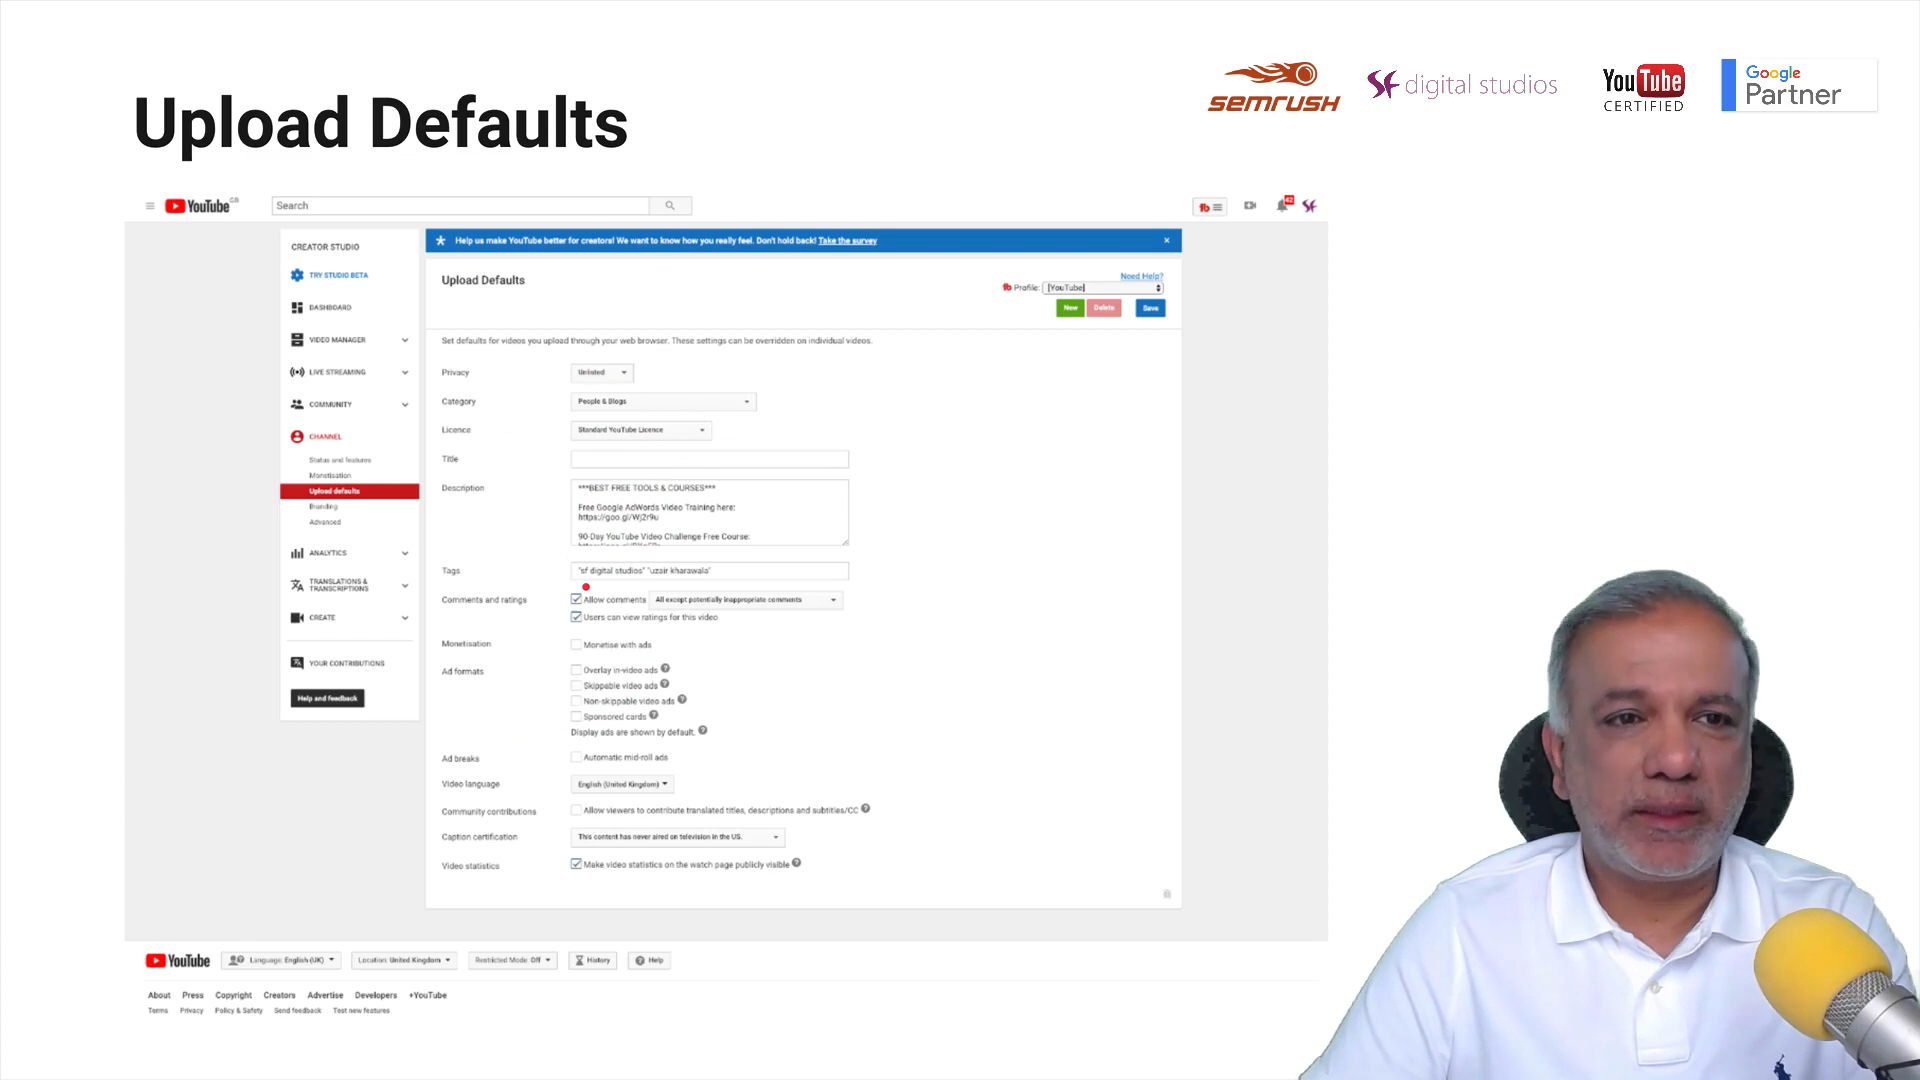 Upload Defaults
SEMRUSH
SF digital studios
YouTube
CERTIFIED
Google
Partner
YouTube GB
Search
42
CREATOR STUDIO
TRY STUDIO BETA
DASHBOARD
VIDEO MANAGER
LIVE STREAMING
COMMUNITY
CHANNEL
Status and features
Monetisation
Upload defaults
Branding
Advanced
ANALYTICS
TRANSLATIONS &
TRANSCRIPTIONS
CREATE
YOUR CONTRIBUTIONS
Help and feedback
Help us make YouTube better for creators! We want to know how you really feel. Don't hold back! Take the survey
Upload Defaults
Need Help?
Profile: [YouTube]
New Delete Save
Set defaults for videos you upload through your web browser. These settings can be overridden on individual videos.
Privacy Unlisted
Category People & Blogs
Licence Standard YouTube Licence
Title
Description ***BEST FREE TOOLS & COURSES***
Free Google AdWords Video Training here:
https://goo.gl/Wj2r9u
90-Day YouTube Video Challenge Free Course:
Tags "sf digital studios" "uzair kharawala"
Comments and ratings Allow comments All except potentially inappropriate comments
Users can view ratings for this video
Monetisation Monetise with ads
Ad formats Overlay in-video ads
Skippable video ads
Non-skippable video ads
Sponsored cards
Display ads are shown by default.
Ad breaks Automatic mid-roll ads
Video language English (United Kingdom)
Community contributions Allow viewers to contribute translated titles, descriptions and subtitles/CC
Caption certification This content has never aired on television in the US.
Video statistics Make video statistics on the watch page publicly visible
YouTube Language: English (UK) Location: United Kingdom Restricted Mode: Off History Help
About Press Copyright Creators Advertise Developers +YouTube
Terms Privacy Policy & Safety Send feedback Test new features